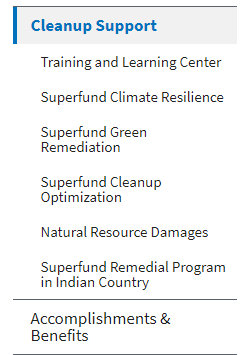 Cleanup Support
Training and Learning Center
Superfund Climate Resilience
Superfund Green
Remediation
Superfund Cleanup
Optimization
Natural Resource Damages
Superfund Remedial Program
in Indian Country
Accomplishments &
Benefits